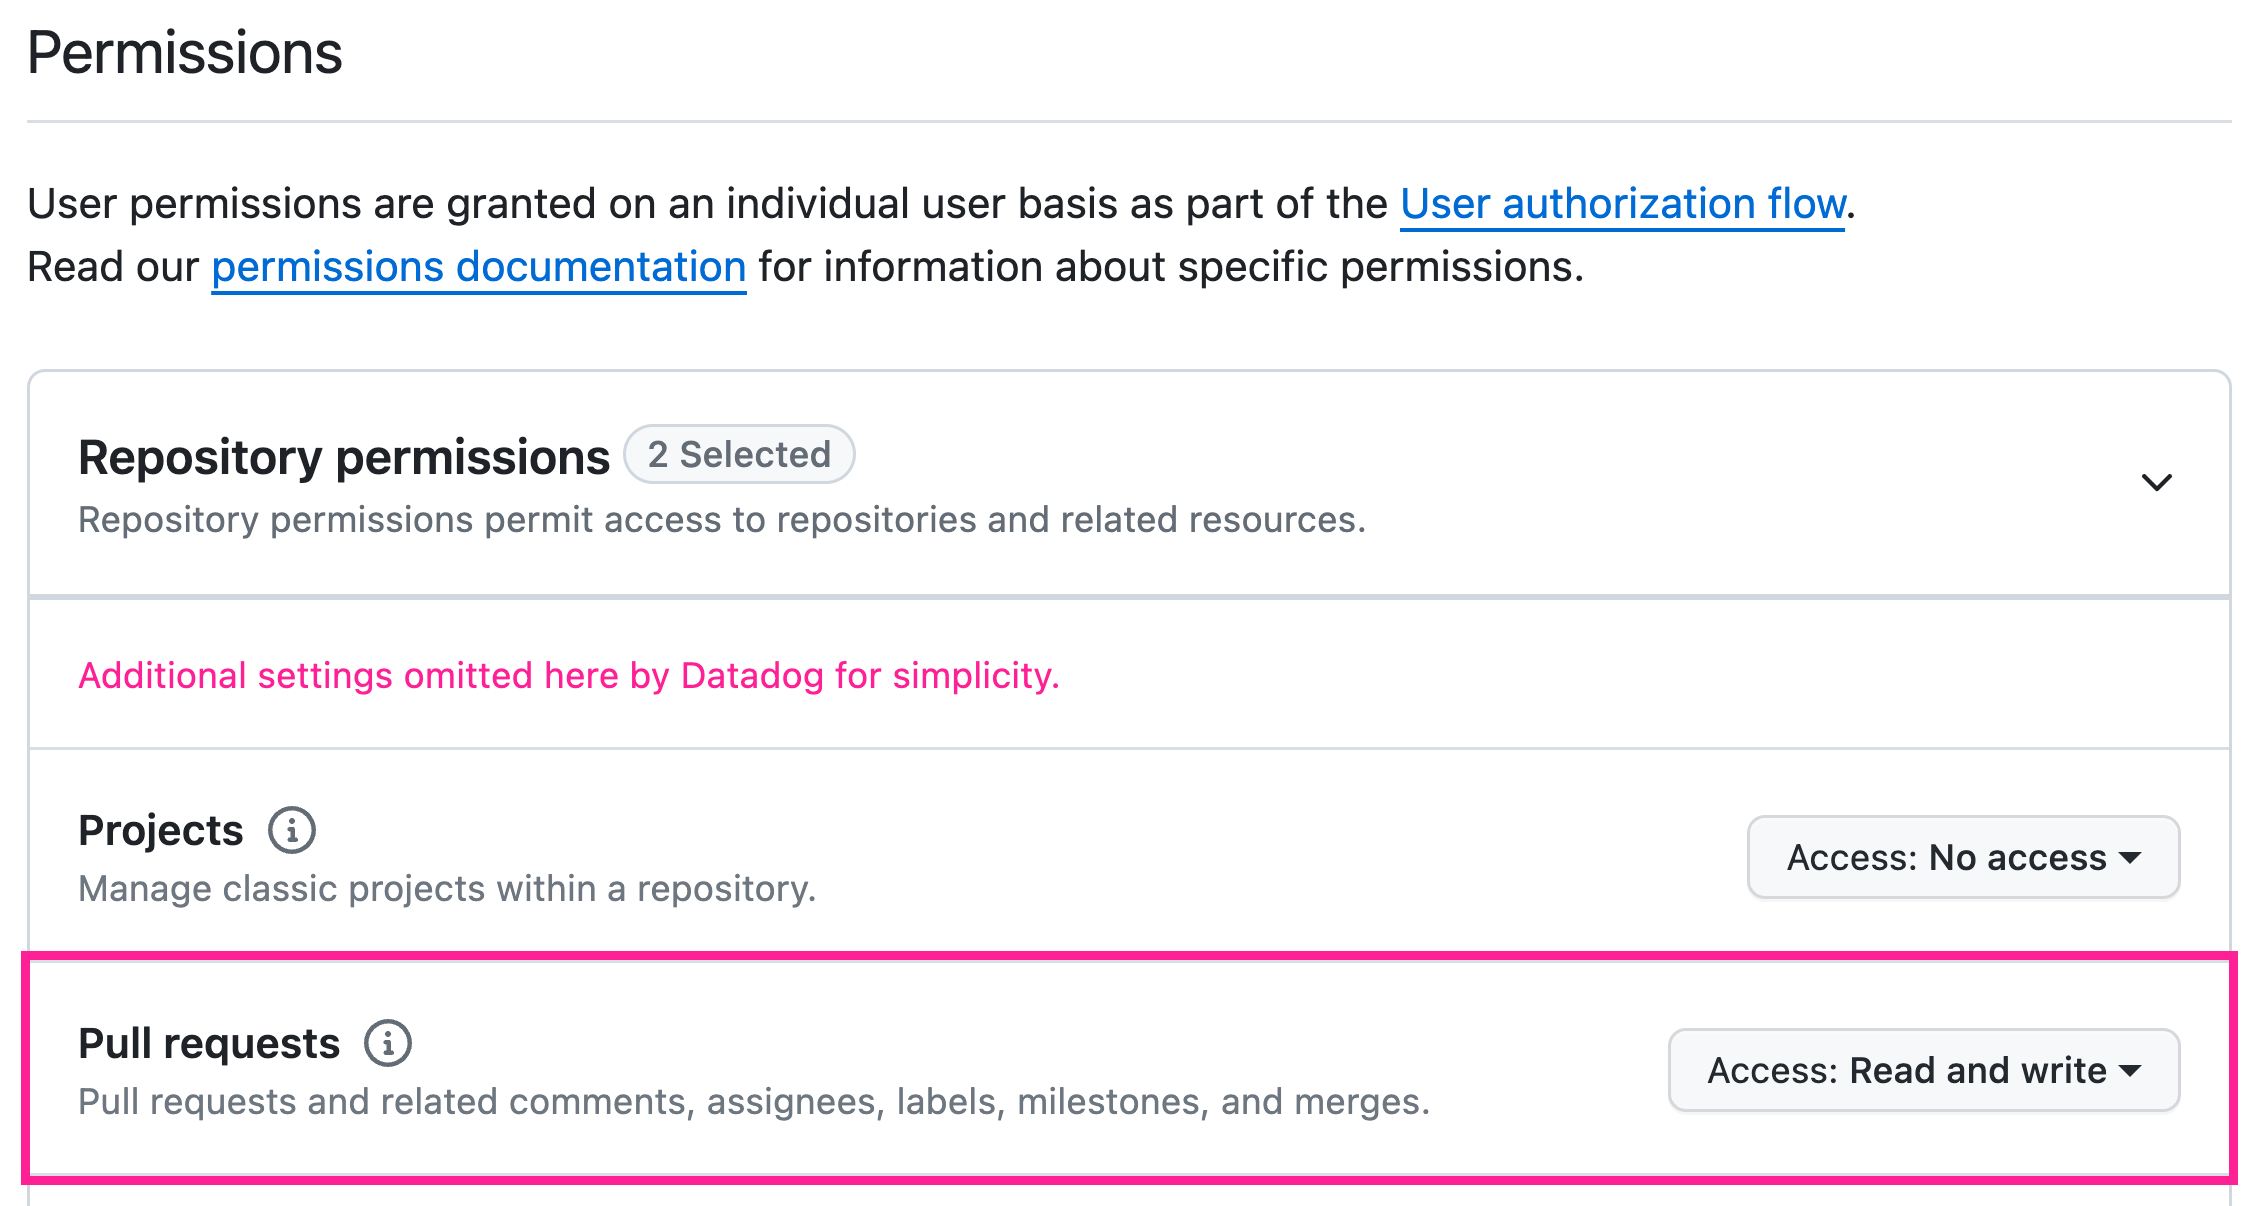 Permissions
User permissions are granted on an individual user basis as part of the User authorization flow.
Read our permissions documentation for information about specific permissions.
Repository permissions 2 Selected
Repository permissions permit access to repositories and related resources.
Additional settings omitted here by Datadog for simplicity.
Projects
Access: No access
Manage classic projects within a repository.
Pull requests
Access: Read and write
Pull requests and related comments, assignees, labels, milestones, and merges.